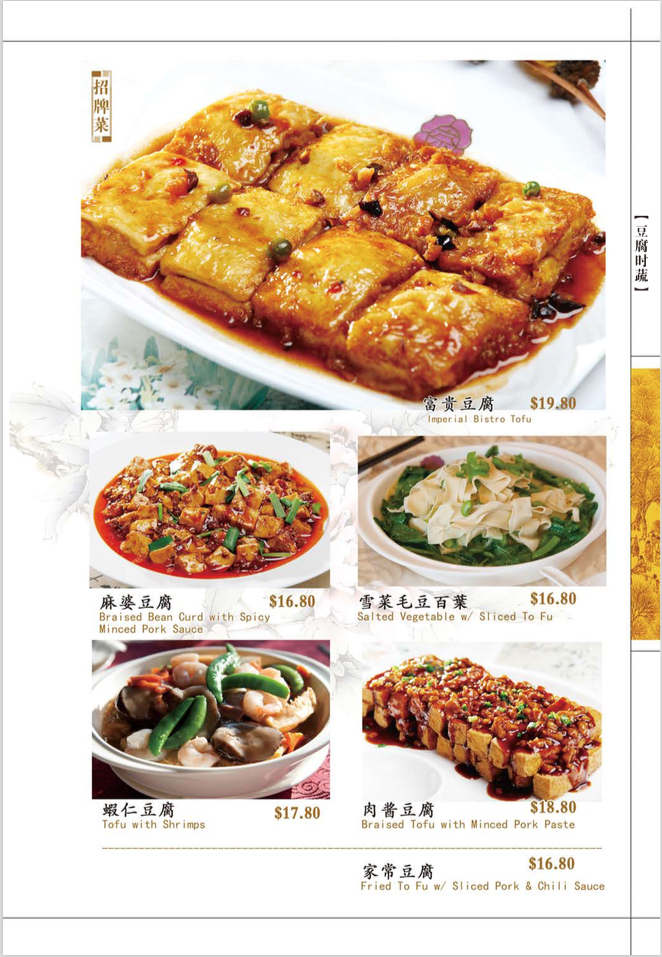 招牌菜
【豆腐时蔬】
富贵豆腐 $19.80
Imperial Bistro Tofu
麻婆豆腐 $16.80
Braised Bean Curd with Spicy
Minced Pork Sauce
雪菜毛豆百葉 $16.80
Salted Vegetable w/ Sliced To Fu
蝦仁豆腐 $17.80
Tofu with Shrimps
肉酱豆腐 $18.80
Braised Tofu with Minced Pork Paste
家常豆腐 $16.80
Fried To Fu w/ Sliced Pork & Chili Sauce